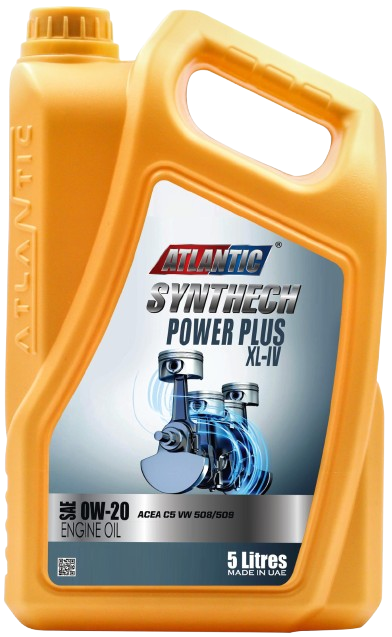 ATLANTIC
ATLANTIC®
SYNTHECH
POWER PLUS
XL-IV
SAE 0W-20
ENGINE OIL
ACEA C5 VW 508/509
5 Litres
MADE IN UAE